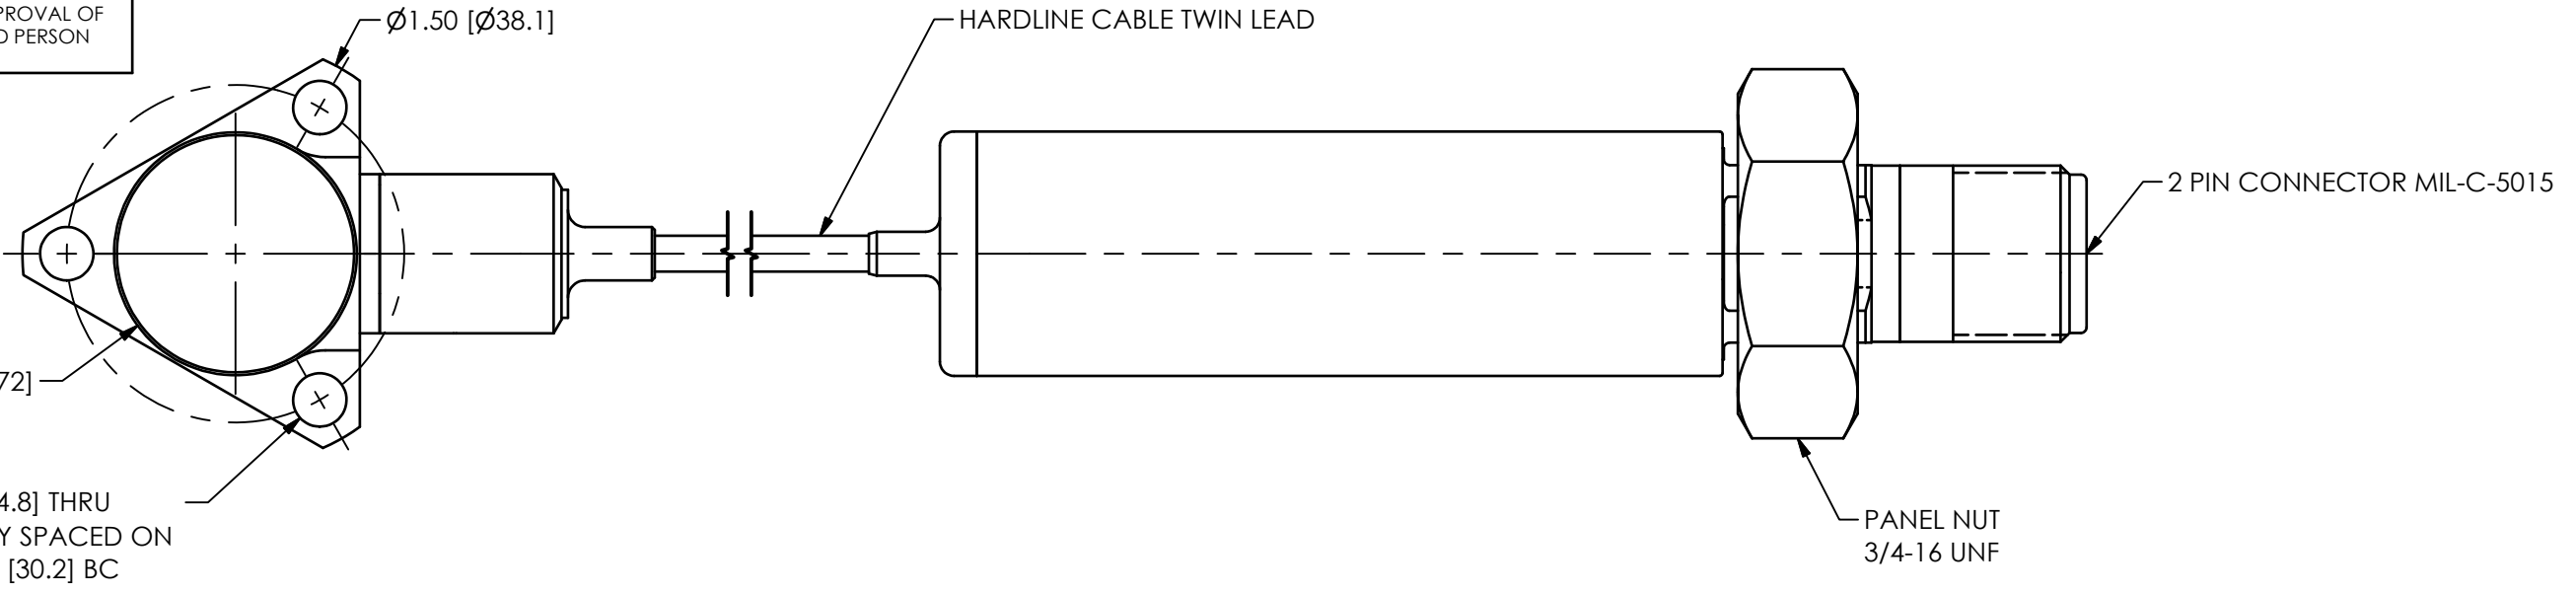 PROVAL OF
D PERSON
Ø1.50 [Ø38.1]
HARDLINE CABLE TWIN LEAD
2 PIN CONNECTOR MIL-C-5015
72]
4.8] THRU
Y SPACED ON
[30.2] BC
PANEL NUT
3/4-16 UNF